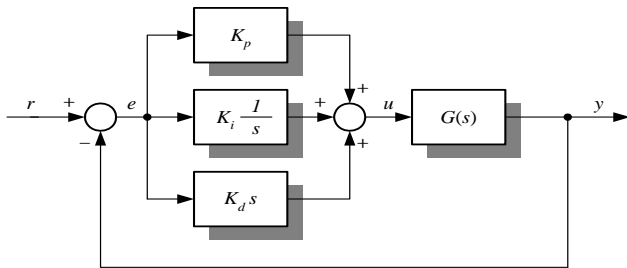 K_p
+
r
+
e
K_i 1/s
+
u
G(s)
y
−
+
K_d s